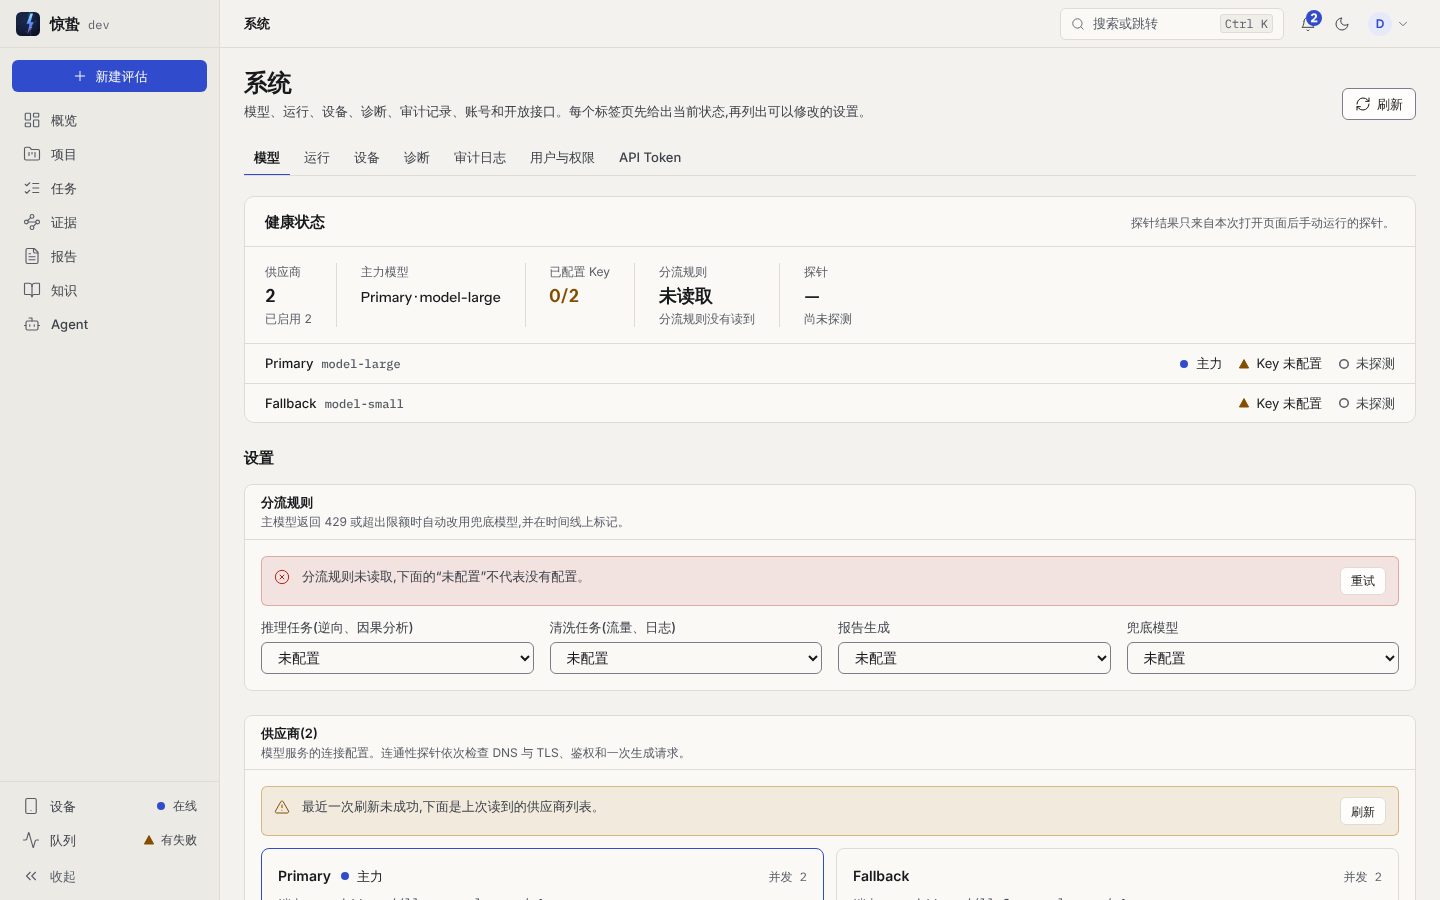 惊蛰 dev
系统
搜索或跳转 Ctrl K
2
D
新建评估
概览
项目
任务
证据
报告
知识
Agent
设备 在线
队列 有失败
收起
系统
模型、运行、设备、诊断、审计记录、账号和开放接口。每个标签页先给出当前状态,再列出可以修改的设置。
刷新
模型 运行 设备 诊断 审计日志 用户与权限 API Token
健康状态
探针结果只来自本次打开页面后手动运行的探针。
供应商 主力模型 已配置 Key 分流规则 探针
2 Primary·model-large 0/2 未读取 —
已启用 2 分流规则没有读到 尚未探测
Primary model-large 主力 Key 未配置 未探测
Fallback model-small Key 未配置 未探测
设置
分流规则
主模型返回 429 或超出限额时自动改用兜底模型,并在时间线上标记。
分流规则未读取,下面的“未配置”不代表没有配置。 重试
推理任务(逆向、因果分析) 清洗任务(流量、日志) 报告生成 兜底模型
未配置 未配置 未配置 未配置
供应商(2)
模型服务的连接配置。连通性探针依次检查 DNS 与 TLS、鉴权和一次生成请求。
最近一次刷新未成功,下面是上次读到的供应商列表。 刷新
Primary 主力 并发 2
Fallback 并发 2